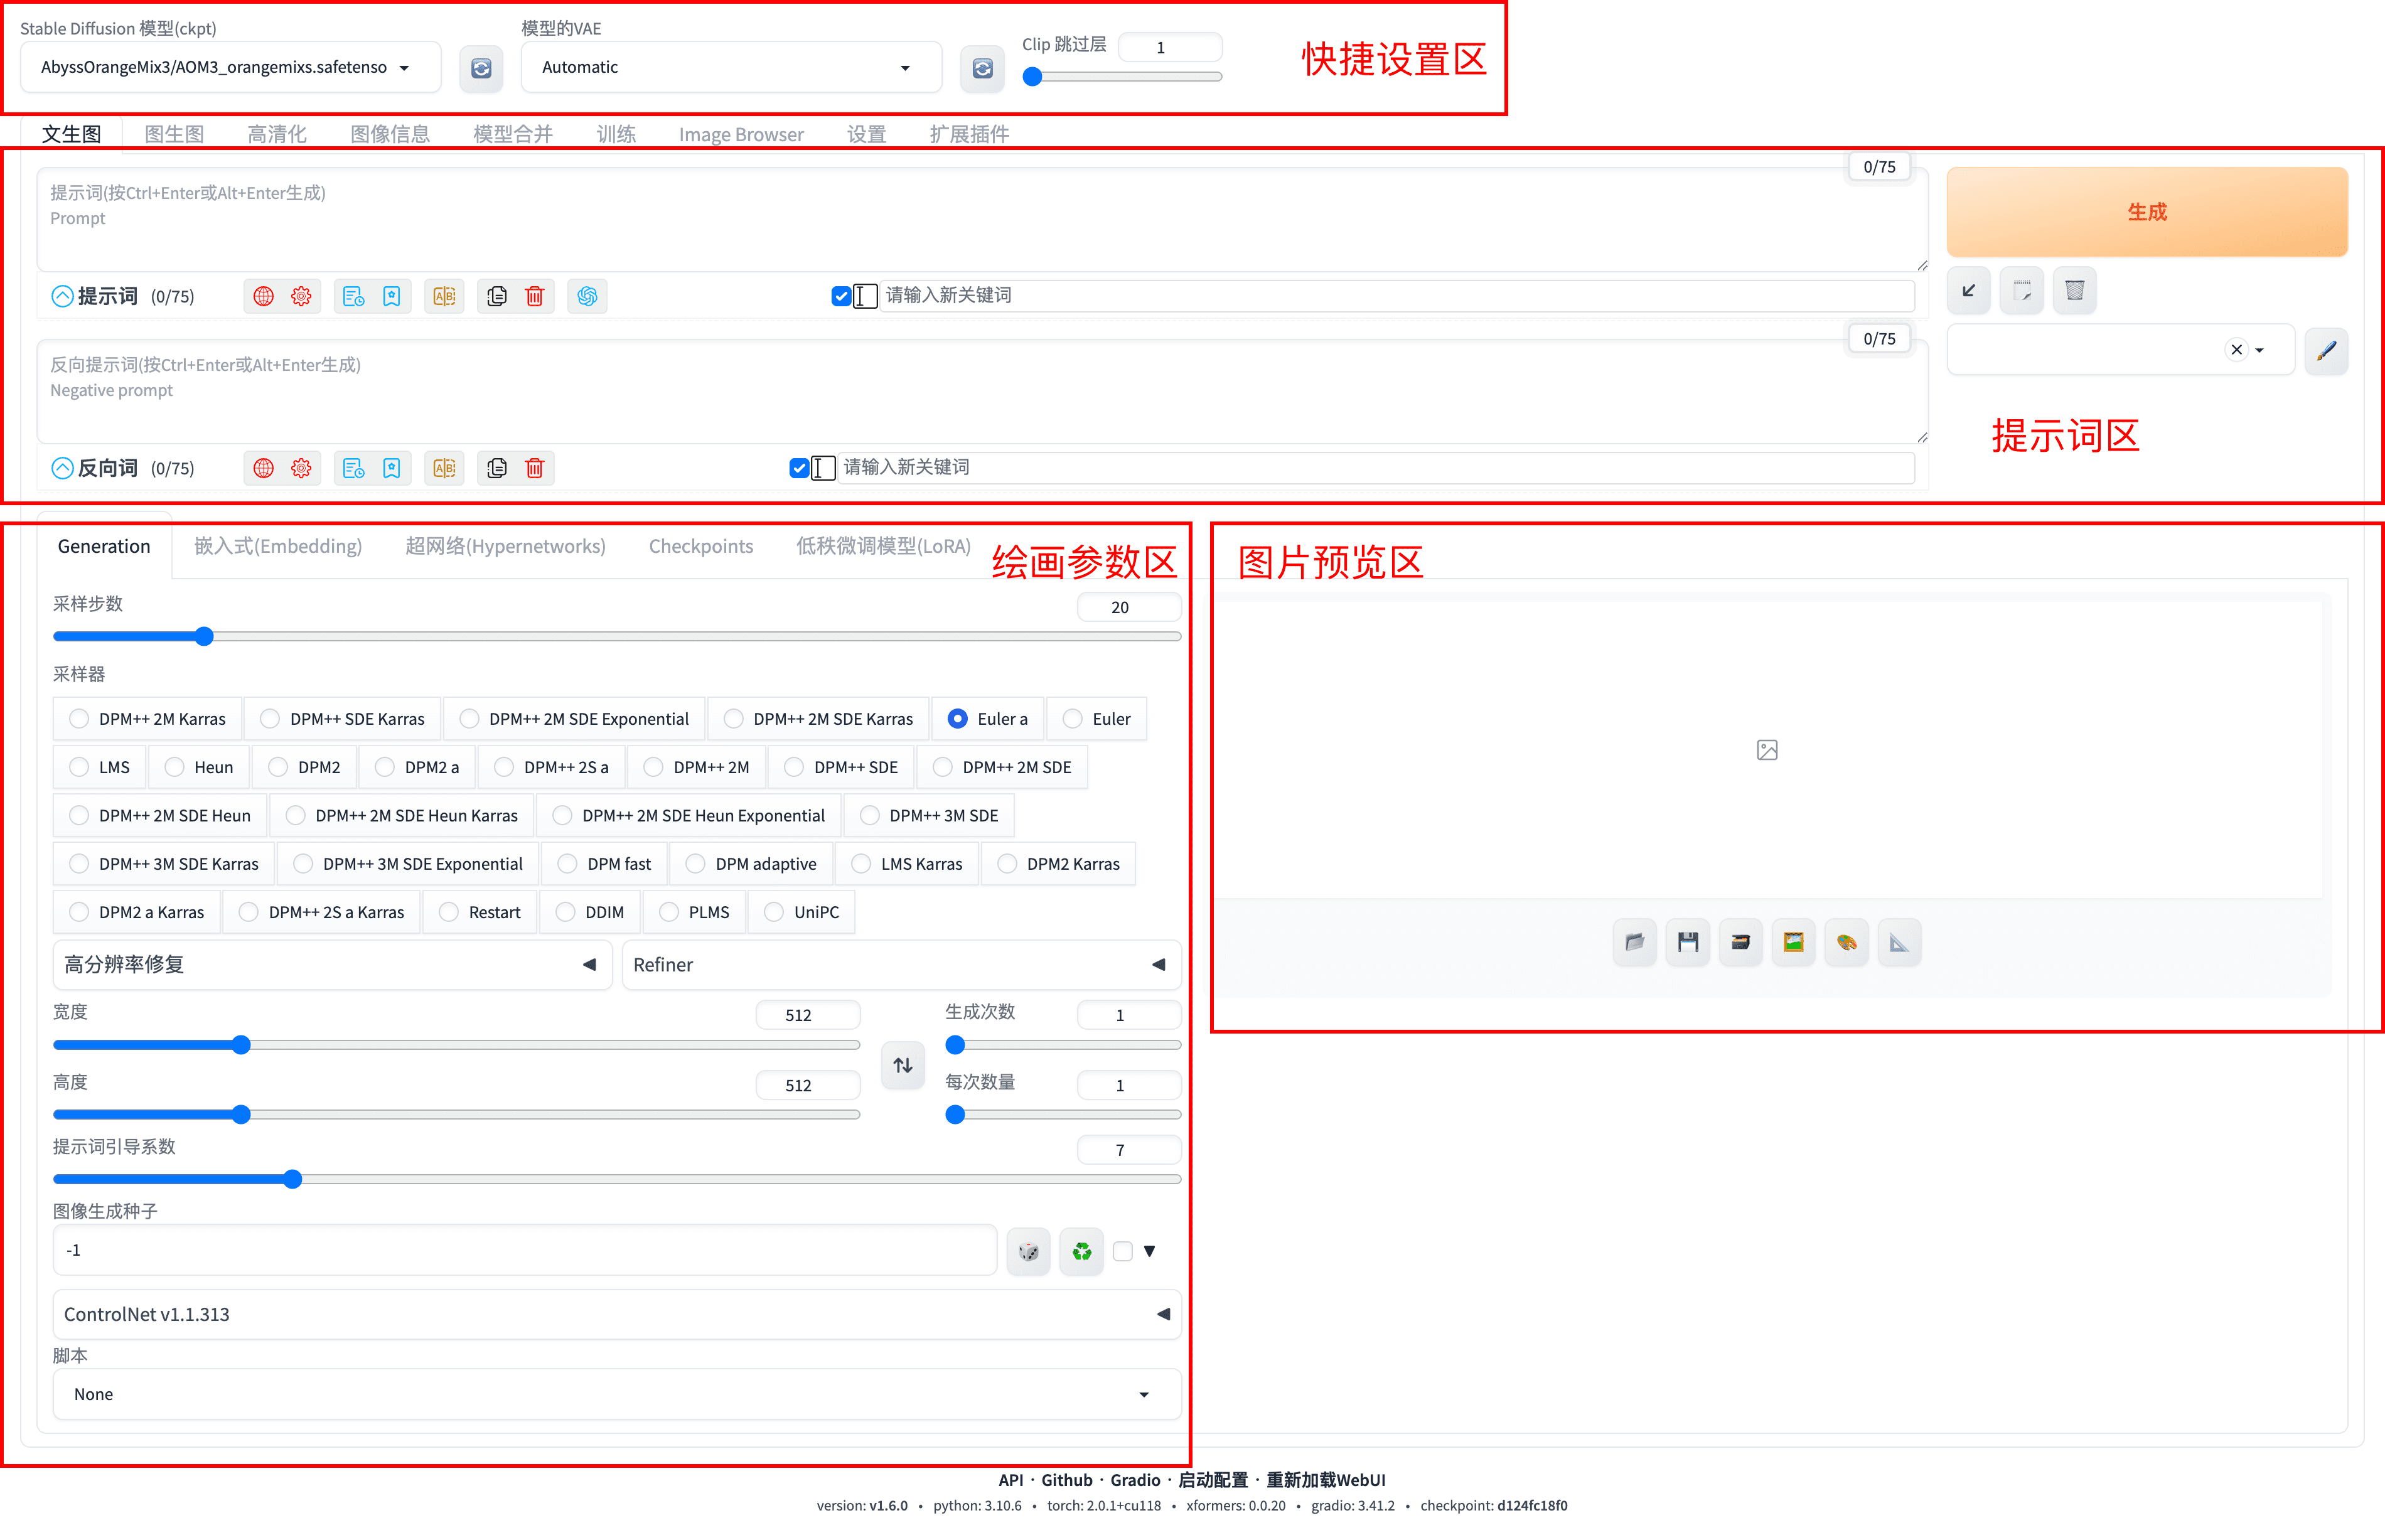 Stable Diffusion 模型(ckpt)
模型的VAE
Clip 跳过层
1
AbyssOrangeMix3/AOM3_orangemixs.safetenso
Automatic
快捷设置区
文生图
图生图
高清化
图像信息
模型合并
训练
Image Browser
设置
扩展插件
0/75
提示词(按Ctrl+Enter或Alt+Enter生成)
Prompt
生成
提示词 (0/75)
请输入新关键词
0/75
反向提示词(按Ctrl+Enter或Alt+Enter生成)
Negative prompt
提示词区
反向词 (0/75)
请输入新关键词
Generation
嵌入式(Embedding)
超网络(Hypernetworks)
Checkpoints
低秩微调模型(LoRA)
绘画参数区
图片预览区
采样步数
20
采样器
DPM++ 2M Karras
DPM++ SDE Karras
DPM++ 2M SDE Exponential
DPM++ 2M SDE Karras
Euler a
Euler
LMS
Heun
DPM2
DPM2 a
DPM++ 2S a
DPM++ 2M
DPM++ SDE
DPM++ 2M SDE
DPM++ 2M SDE Heun
DPM++ 2M SDE Heun Karras
DPM++ 2M SDE Heun Exponential
DPM++ 3M SDE
DPM++ 3M SDE Karras
DPM++ 3M SDE Exponential
DPM fast
DPM adaptive
LMS Karras
DPM2 Karras
DPM2 a Karras
DPM++ 2S a Karras
Restart
DDIM
PLMS
UniPC
高分辨率修复
Refiner
宽度
512
生成次数
1
高度
512
每次数量
1
提示词引导系数
7
图像生成种子
-1
ControlNet v1.1.313
脚本
None
API · Github · Gradio · 启动配置 · 重新加载WebUI
version: v1.6.0 • python: 3.10.6 • torch: 2.0.1+cu118 • xformers: 0.0.20 • gradio: 3.41.2 • checkpoint: d124fc18f0